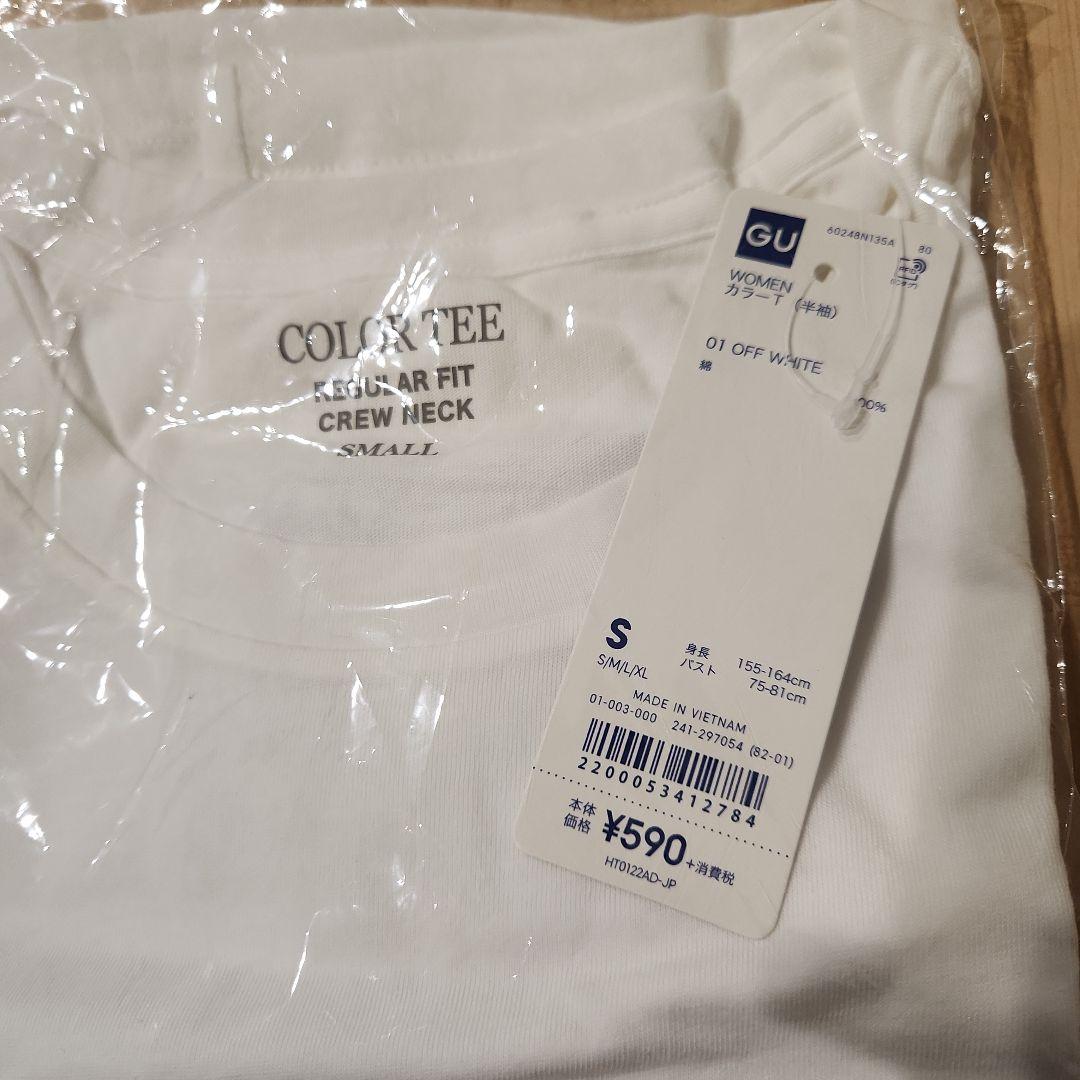 COLOR TEE
REGULAR FIT
CREW NECK
SMALL
GU
60248N135A 80
RFID
WOMEN
カラーT (半袖)
01 OFF WHITE
綿 00%
S
S/M/L/XL
身長 155-164cm
バスト 75-81cm
MADE IN VIETNAM
01-003-000 241-297054 (82-01)
2200053412784
本体
価格 ¥590+消費税
HT0122AD-JP